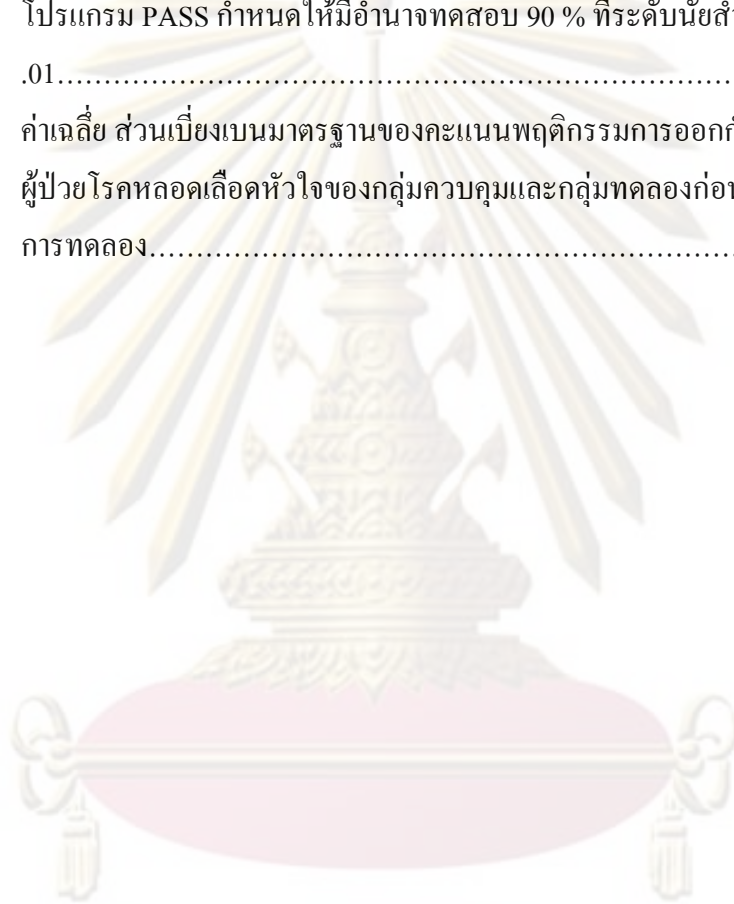 โปรแกรม PASS กำหนดให้มีอำนาจทดสอบ 90 % ที่ระดับนัยสำ
.01……………………………………………………………
ค่าเฉลี่ย ส่วนเบี่ยงเบนมาตรฐานของคะแนนพฤติกรรมการออกกำ
ผู้ป่วยโรคหลอดเลือดหัวใจของกลุ่มควบคุมและกลุ่มทดลองก่อน
การทดลอง……………………………………………………